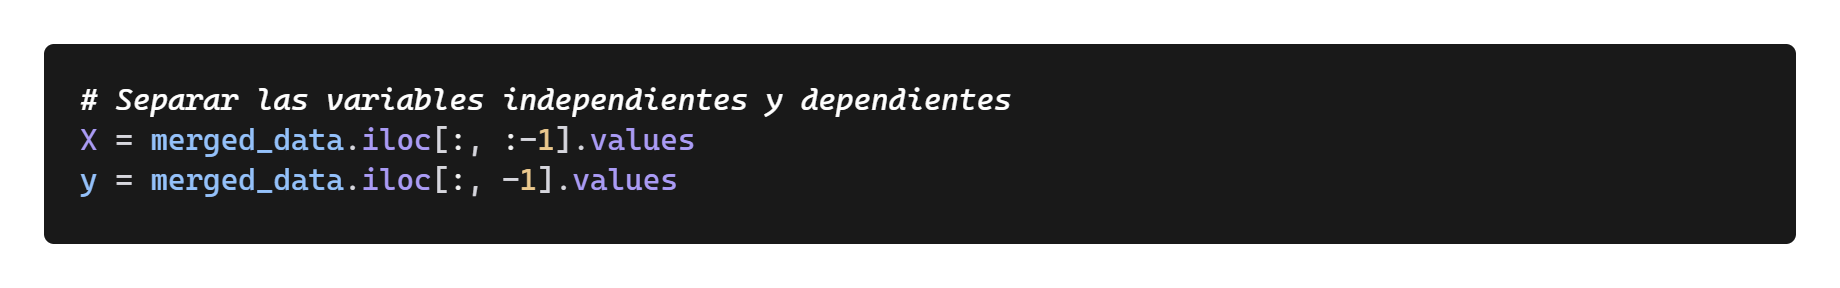 # Separar las variables independientes y dependientes
X = merged_data.iloc[:, :-1].values
y = merged_data.iloc[:, -1].values